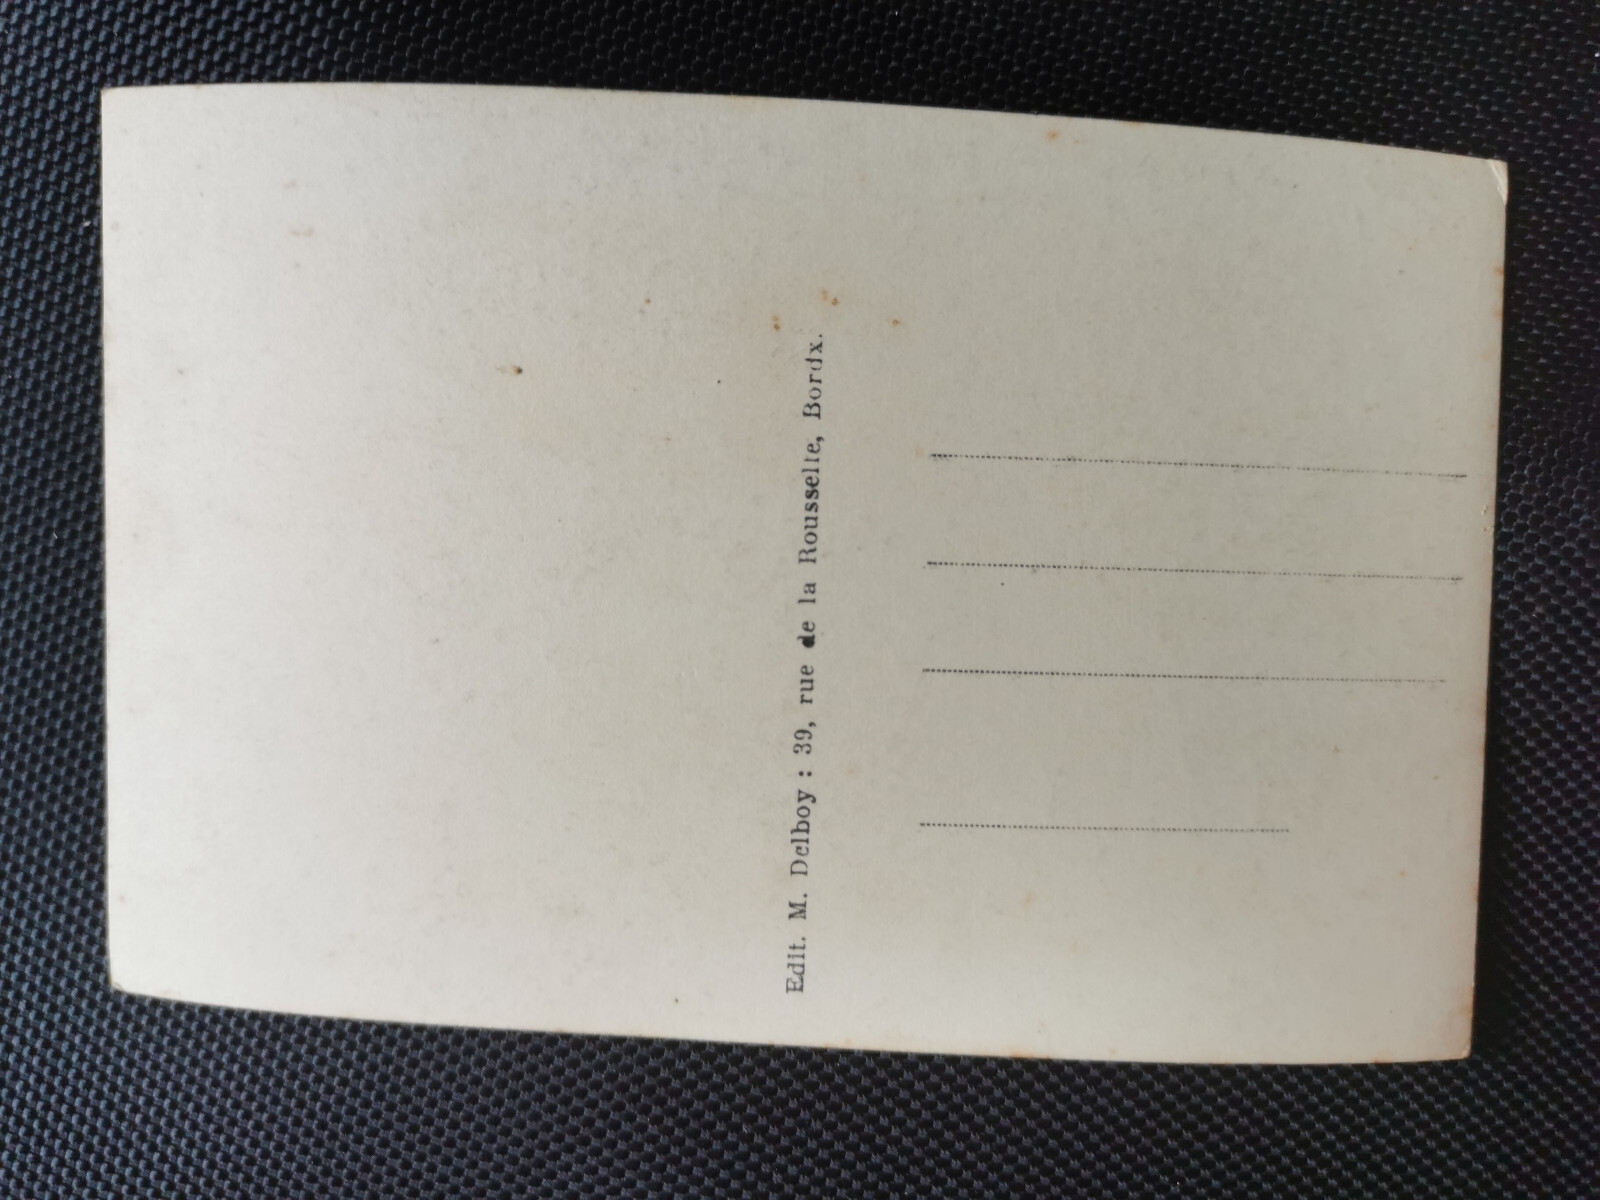 Edit. M. Delboy : 39, rue de la Rousselle, Bordx.